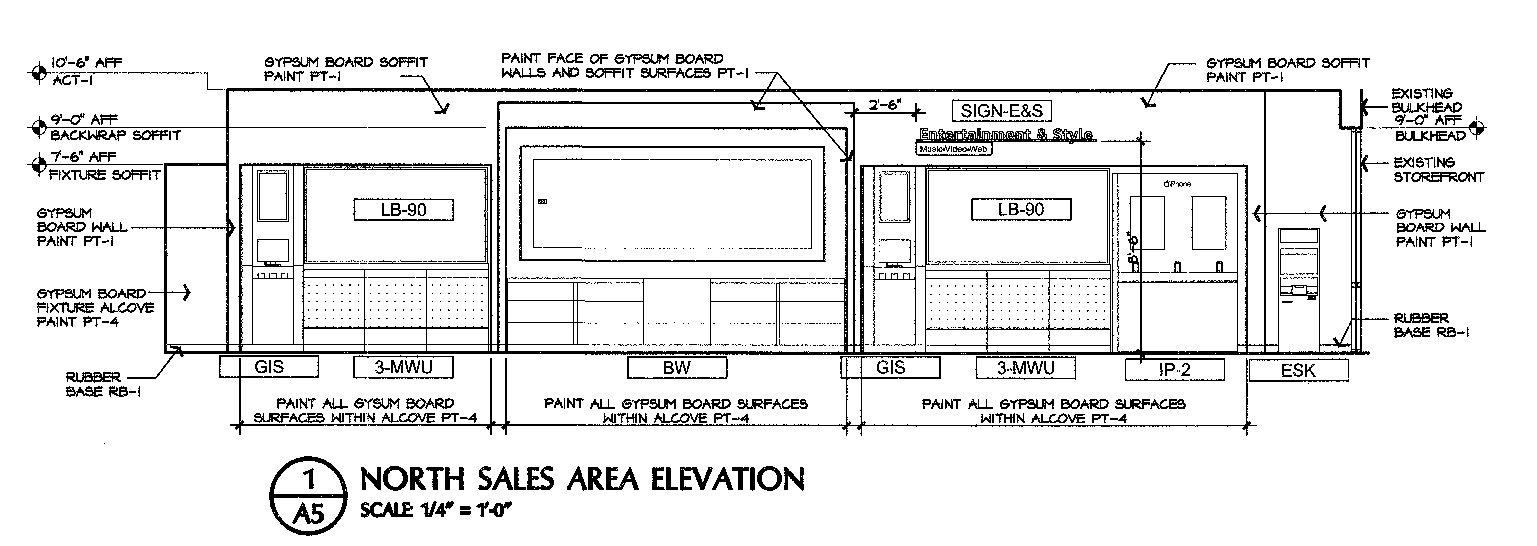 10'-6" AFF
ACT-1
GYPSUM BOARD SOFFIT
PAINT PT-1
PAINT FACE OF GYPSUM BOARD
WALLS AND SOFFIT SURFACES PT-1
GYPSUM BOARD SOFFIT
PAINT PT-1
EXISTING
BULKHEAD
9'-0" AFF
BULKHEAD
9'-0" AFF
BACKWRAP SOFFIT
2'-6"
SIGN-E&S
Entertainment & Style
Music•Video•Web
7'-6" AFF
FIXTURE SOFFIT
EXISTING
STOREFRONT
iPhone
LB-90
LB-90
GYPSUM
BOARD WALL
PAINT PT-1
GYPSUM
BOARD WALL
PAINT PT-1
8'-6"
GYPSUM BOARD
FIXTURE ALCOVE
PAINT PT-4
RUBBER
BASE RB-1
RUBBER
BASE RB-1
GIS
3-MWU
BW
GIS
3-MWU
IP-2
ESK
PAINT ALL GYSUM BOARD
SURFACES WITHIN ALCOVE PT-4
PAINT ALL GYPSUM BOARD SURFACES
WITHIN ALCOVE PT-4
PAINT ALL GYPSUM BOARD SURFACES
WITHIN ALCOVE PT-4
1
A5
NORTH SALES AREA ELEVATION
SCALE: 1/4" = 1'-0"